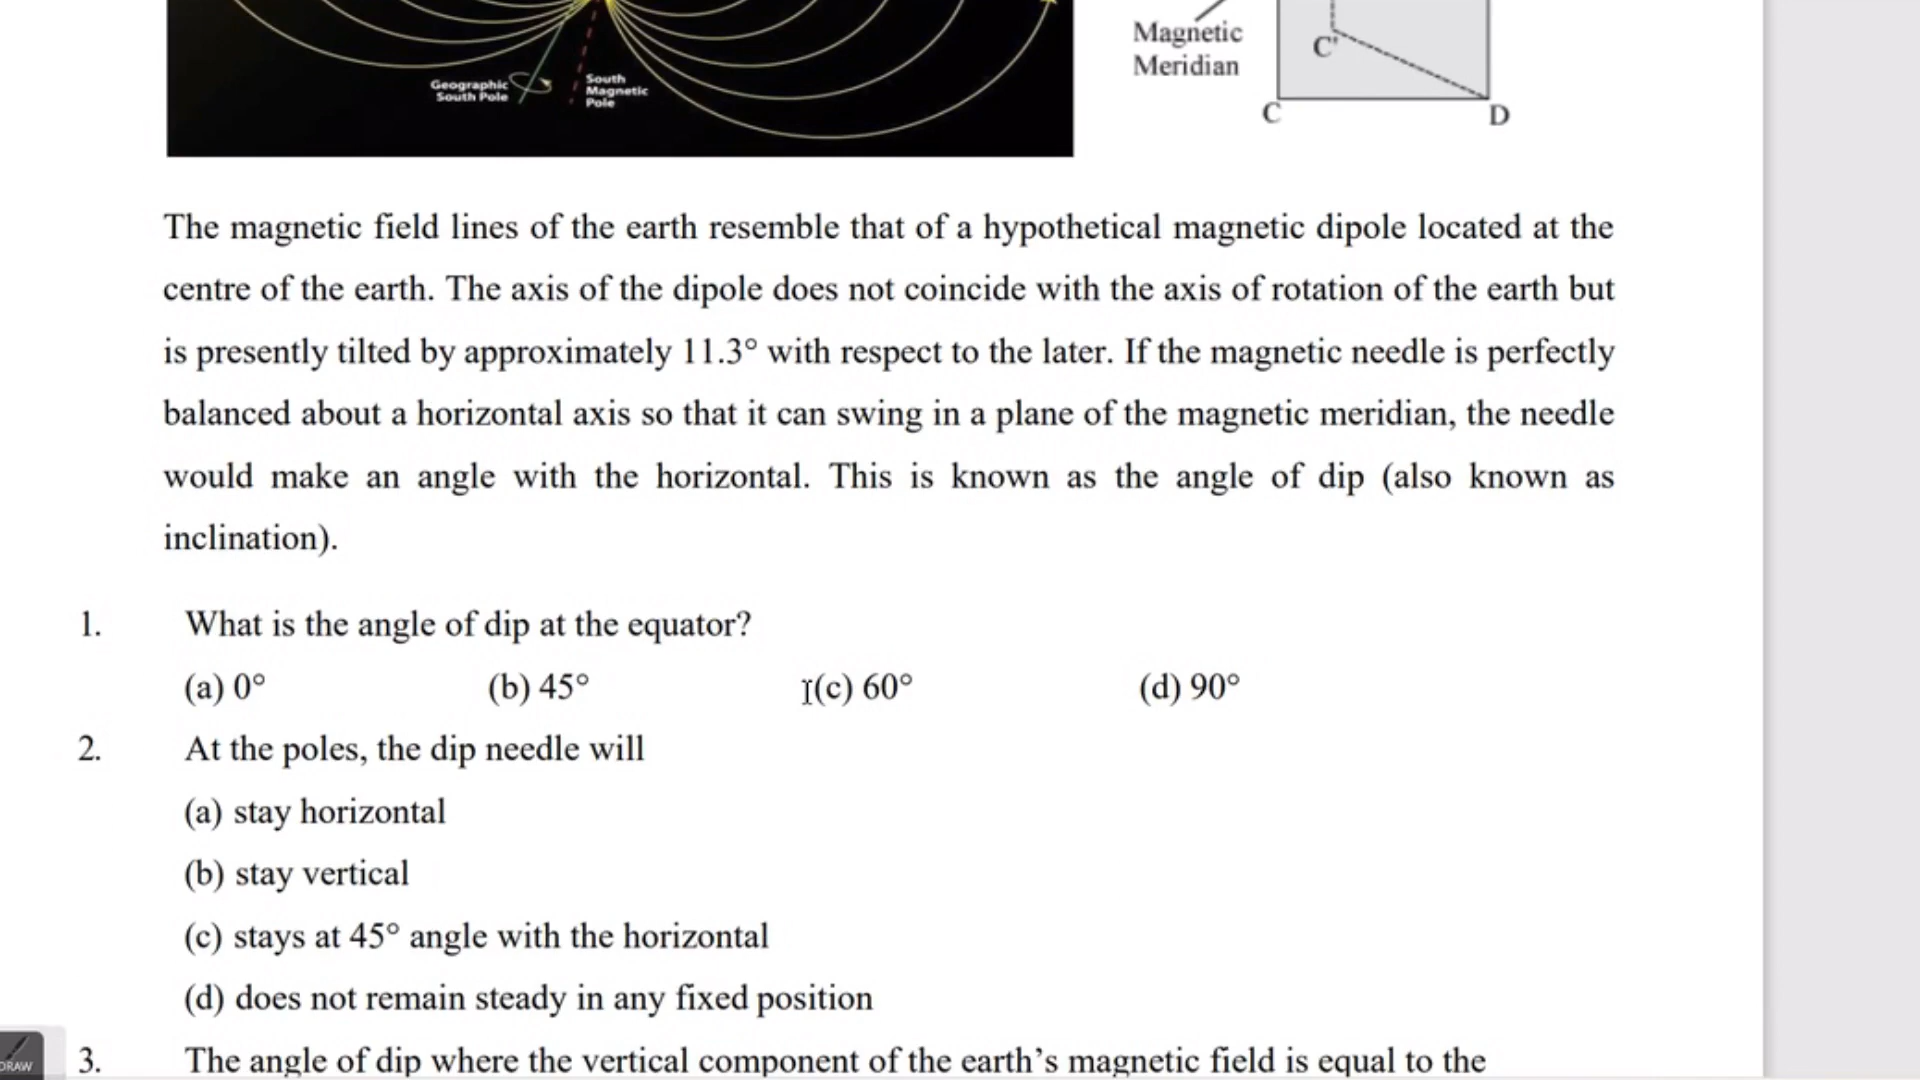 Magnetic
Meridian
C'
C
D
Geographic
South Pole
South
Magnetic
Pole
The magnetic field lines of the earth resemble that of a hypothetical magnetic dipole located at the
centre of the earth. The axis of the dipole does not coincide with the axis of rotation of the earth but
is presently tilted by approximately 11.3° with respect to the later. If the magnetic needle is perfectly
balanced about a horizontal axis so that it can swing in a plane of the magnetic meridian, the needle
would make an angle with the horizontal. This is known as the angle of dip (also known as
inclination).
1. What is the angle of dip at the equator?
(a) 0° (b) 45° (c) 60° (d) 90°
2. At the poles, the dip needle will
(a) stay horizontal
(b) stay vertical
(c) stays at 45° angle with the horizontal
(d) does not remain steady in any fixed position
3. The angle of dip where the vertical component of the earth’s magnetic field is equal to the
DRAW